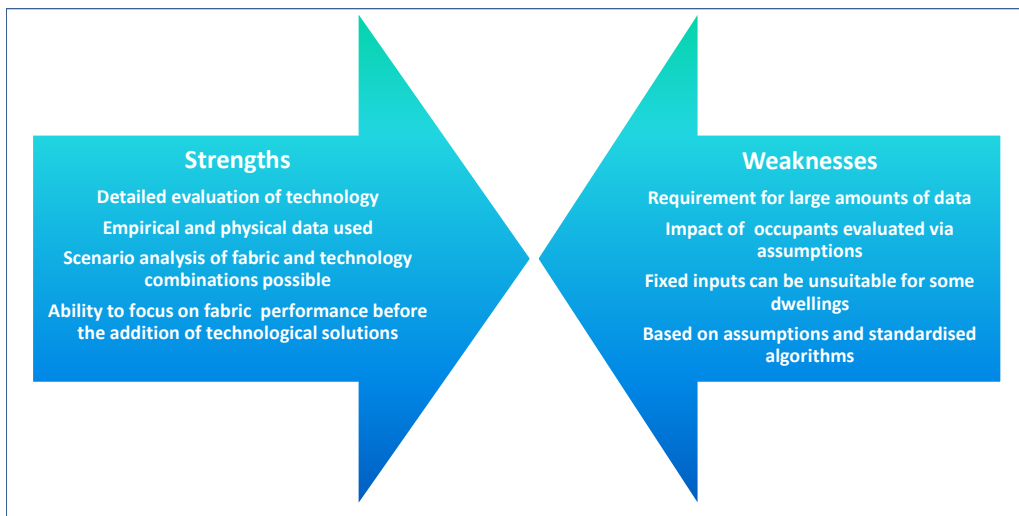 Strengths
Detailed evaluation of technology
Empirical and physical data used
Scenario analysis of fabric and technology
combinations possible
Ability to focus on fabric performance before
the addition of technological solutions
Weaknesses
Requirement for large amounts of data
Impact of occupants evaluated via
assumptions
Fixed inputs can be unsuitable for some
dwellings
Based on assumptions and standardised
algorithms